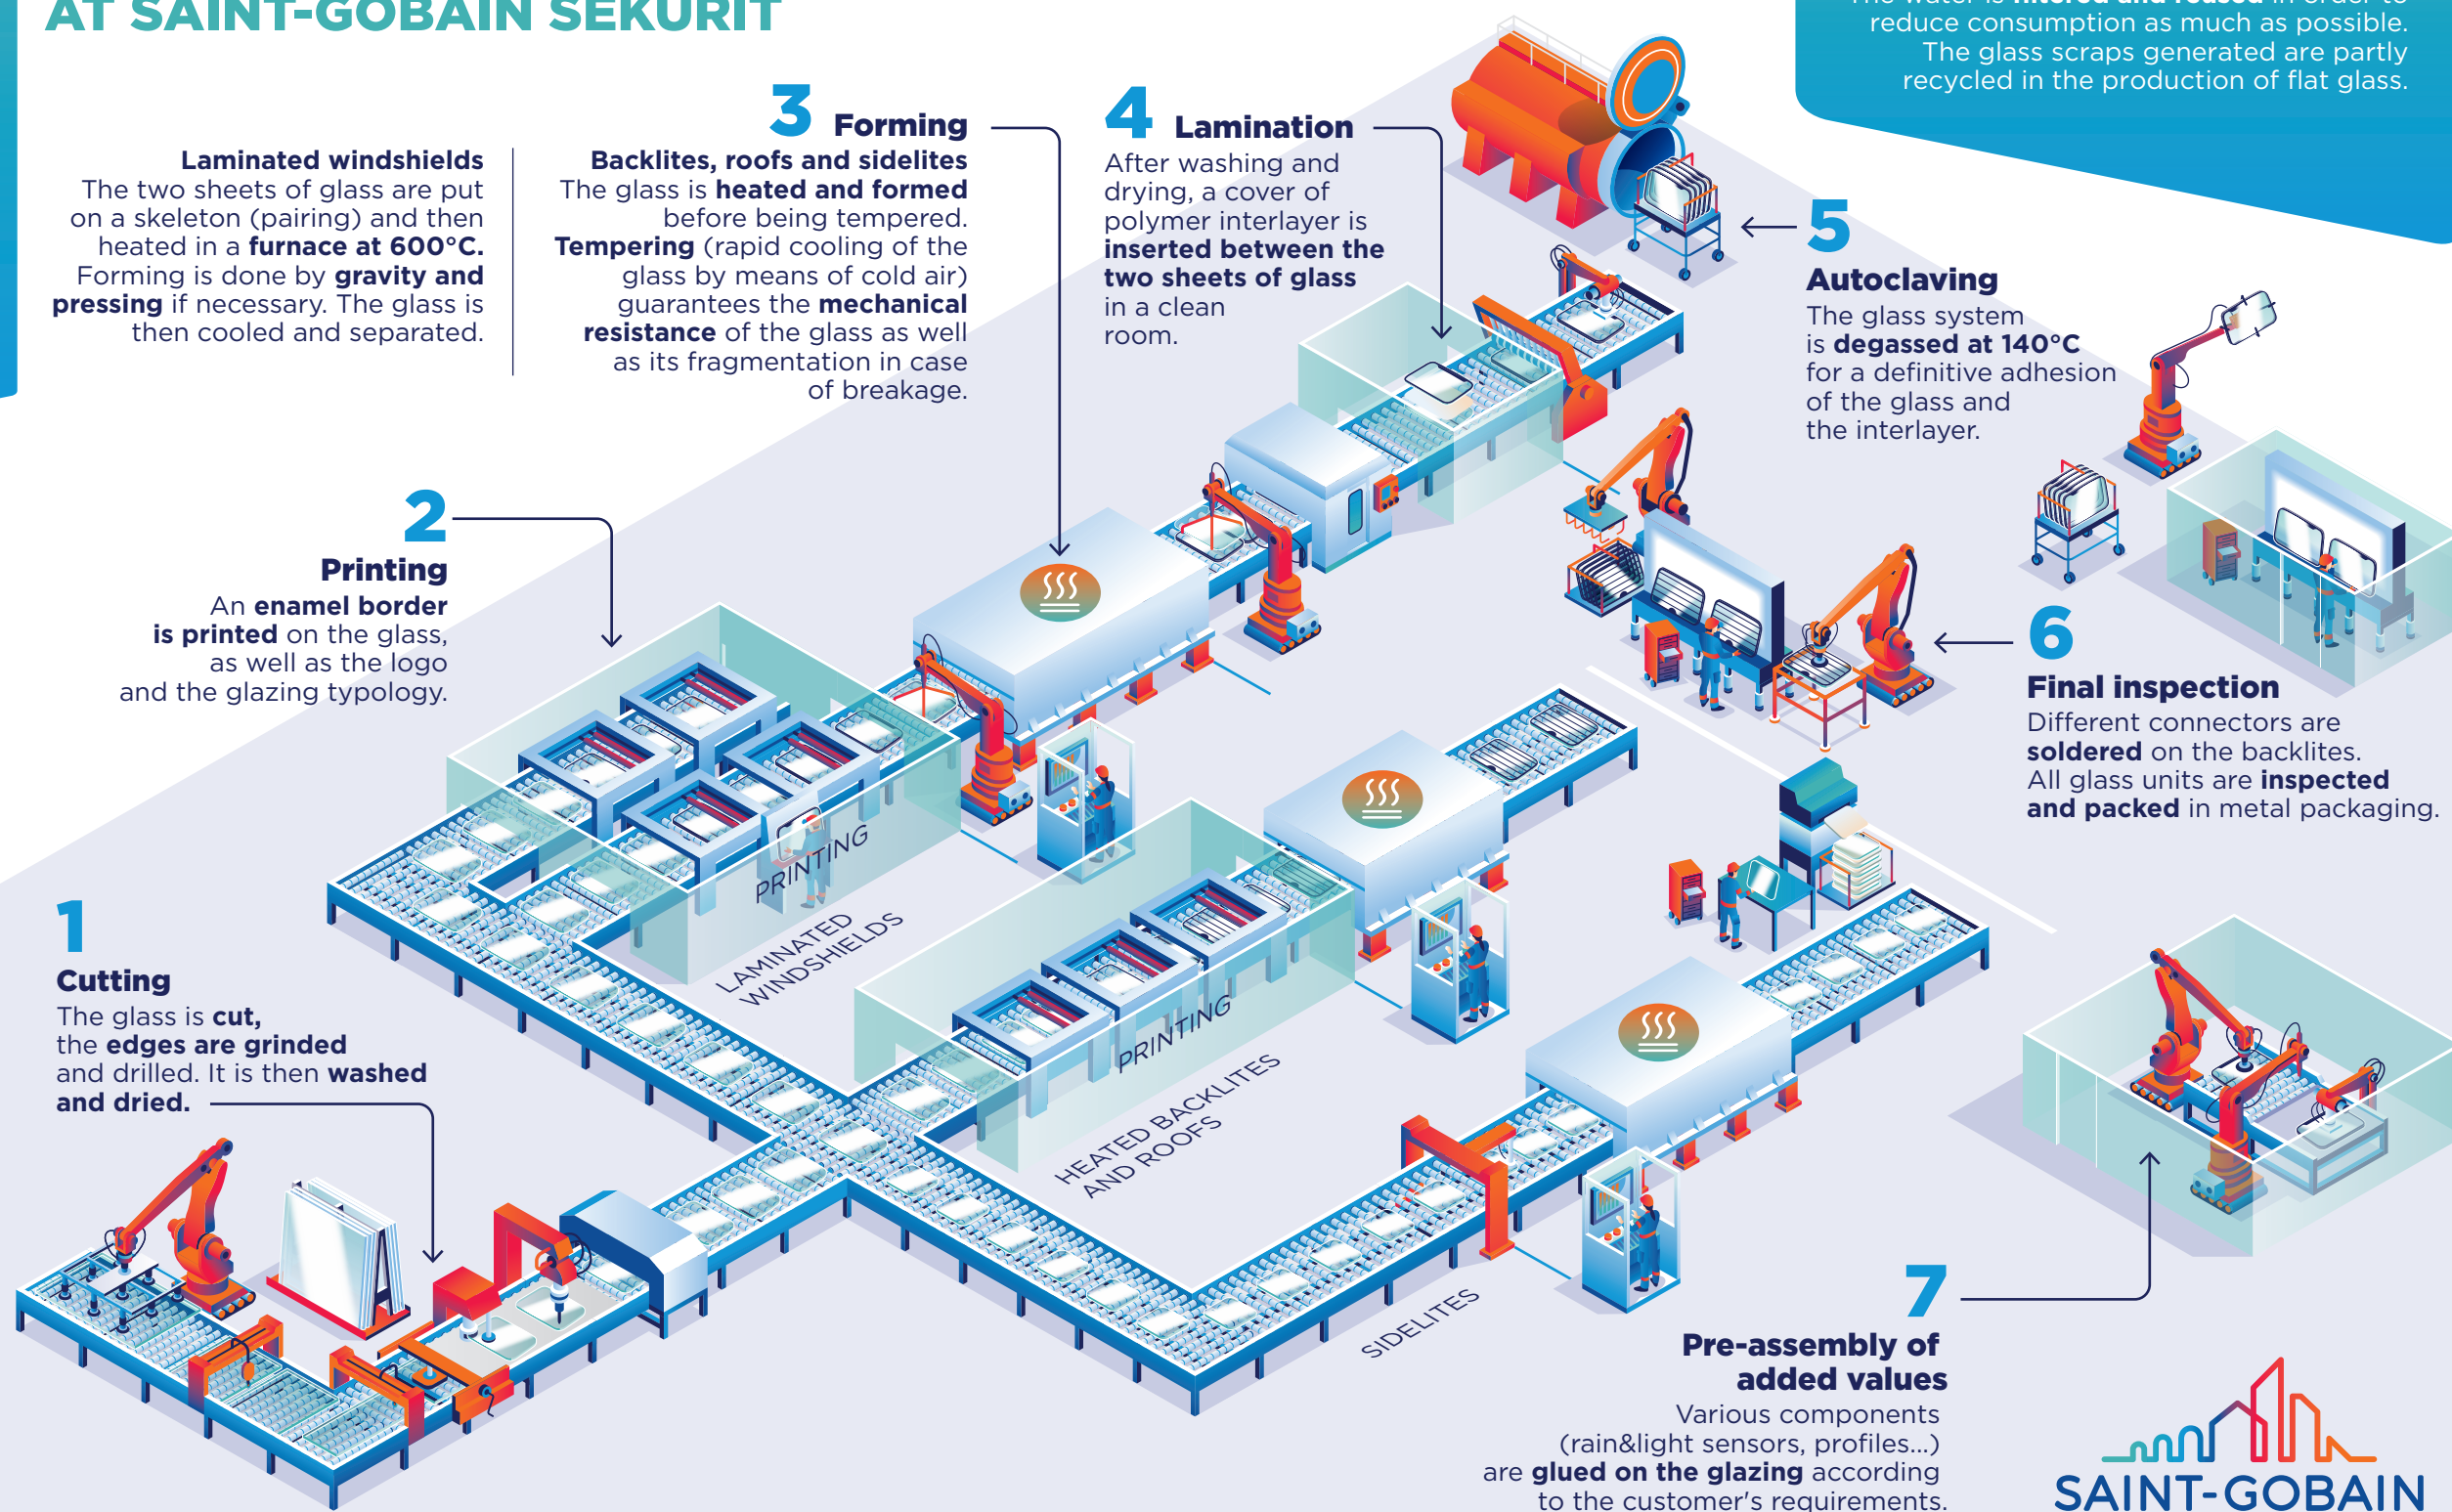 AT SAINT-GOBAIN SEKURIT
The water is filtered and reused in order to
reduce consumption as much as possible.
The glass scraps generated are partly
recycled in the production of flat glass.
3 Forming
Laminated windshields
The two sheets of glass are put
on a skeleton (pairing) and then
heated in a furnace at 600°C.
Forming is done by gravity and
pressing if necessary. The glass is
then cooled and separated.
Backlites, roofs and sidelites
The glass is heated and formed
before being tempered.
Tempering (rapid cooling of the
glass by means of cold air)
guarantees the mechanical
resistance of the glass as well
as its fragmentation in case
of breakage.
4 Lamination
After washing and
drying, a cover of
polymer interlayer is
inserted between the
two sheets of glass
in a clean
room.
5
Autoclaving
The glass system
is degassed at 140°C
for a definitive adhesion
of the glass and
the interlayer.
2
Printing
An enamel border
is printed on the glass,
as well as the logo
and the glazing typology.
6
Final inspection
Different connectors are
soldered on the backlites.
All glass units are inspected
and packed in metal packaging.
PRINTING
LAMINATED
WINDSHIELDS
1
Cutting
The glass is cut,
the edges are grinded
and drilled. It is then washed
and dried.
PRINTING
HEATED BACKLITES
AND ROOFS
SIDELITES
7
Pre-assembly of
added values
Various components
(rain&light sensors, profiles...)
are glued on the glazing according
to the customer's requirements.
SAINT-GOBAIN